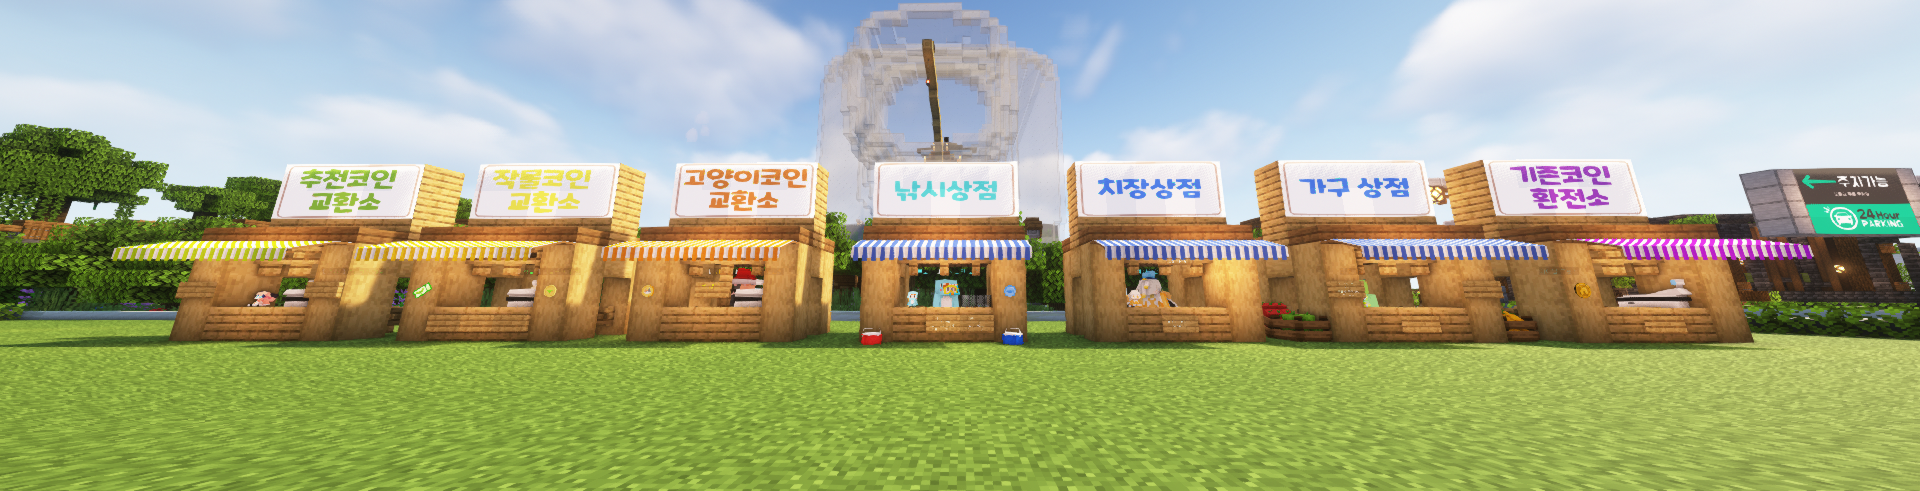 추천코인
교환소
작물코인
교환소
고양이코인
교환소
낚시상점
치장상점
가구 상점
기존코인
환전소
주차가능
24 Hour
PARKING